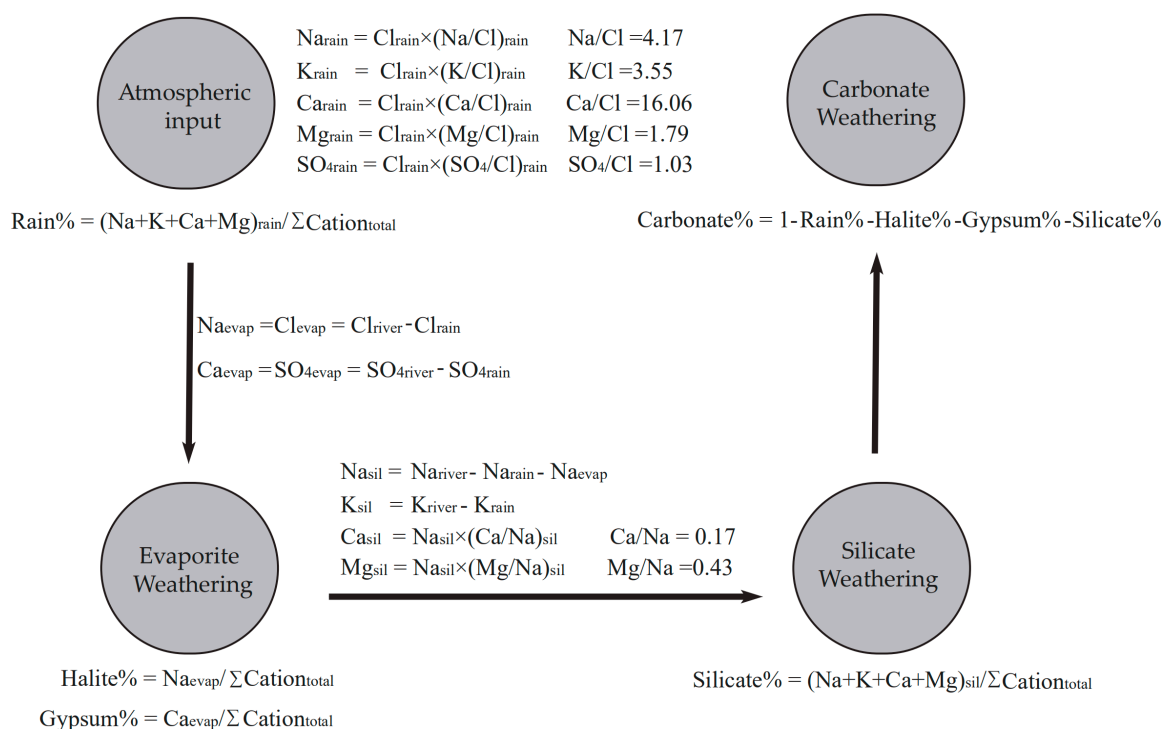 Atmospheric
input
Narain = Clrain×(Na/Cl)rain Na/Cl =4.17
Krain = Clrain×(K/Cl)rain K/Cl =3.55
Carain = Clrain×(Ca/Cl)rain Ca/Cl =16.06
Mgrain = Clrain×(Mg/Cl)rain Mg/Cl =1.79
SO4rain = Clrain×(SO4/Cl)rain SO4/Cl =1.03
Carbonate
Weathering
Rain% = (Na+K+Ca+Mg)rain/ΣCationtotal
Carbonate% = 1-Rain%-Halite%-Gypsum%-Silicate%
Naevap =Clevap = Clriver-Clrain
Caevap =SO4evap = SO4river- SO4rain
Evaporite
Weathering
Nasil = Nariver- Narain- Naevap
Ksil = Kriver- Krain
Casil = Nasil×(Ca/Na)sil Ca/Na = 0.17
Mgsil = Nasil×(Mg/Na)sil Mg/Na =0.43
Silicate
Weathering
Halite% = Naevap/ΣCationtotal
Gypsum% = Caevap/ΣCationtotal
Silicate% = (Na+K+Ca+Mg)sil/ΣCationtotal